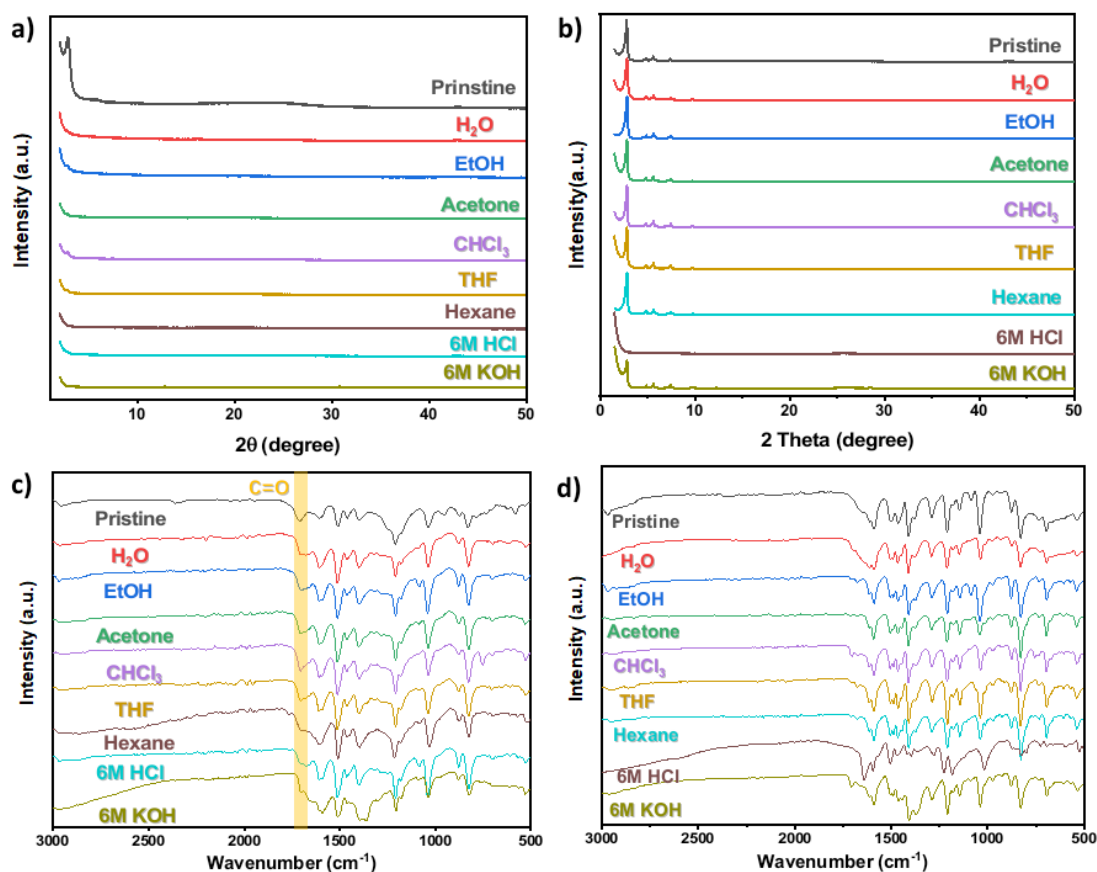 a)
Prinstine
H₂O
EtOH
Acetone
CHCl₃
THF
Hexane
6M HCl
6M KOH
10
20
30
40
50
2θ (degree)
Intensity (a.u.)
b)
Pristine
H₂O
EtOH
Acetone
CHCl₃
THF
Hexane
6M HCl
6M KOH
0
10
20
30
40
50
2 Theta (degree)
Intensity(a.u.)
c)
C=O
Pristine
H₂O
EtOH
Acetone
CHCl₃
THF
Hexane
6M HCl
6M KOH
3000
2500
2000
1500
1000
500
Wavenumber (cm⁻¹)
Intensity (a.u.)
d)
Pristine
H₂O
EtOH
Acetone
CHCl₃
THF
Hexane
6M HCl
6M KOH
3000
2500
2000
1500
1000
500
Wavenumber (cm⁻¹)
Intensity (a.u.)